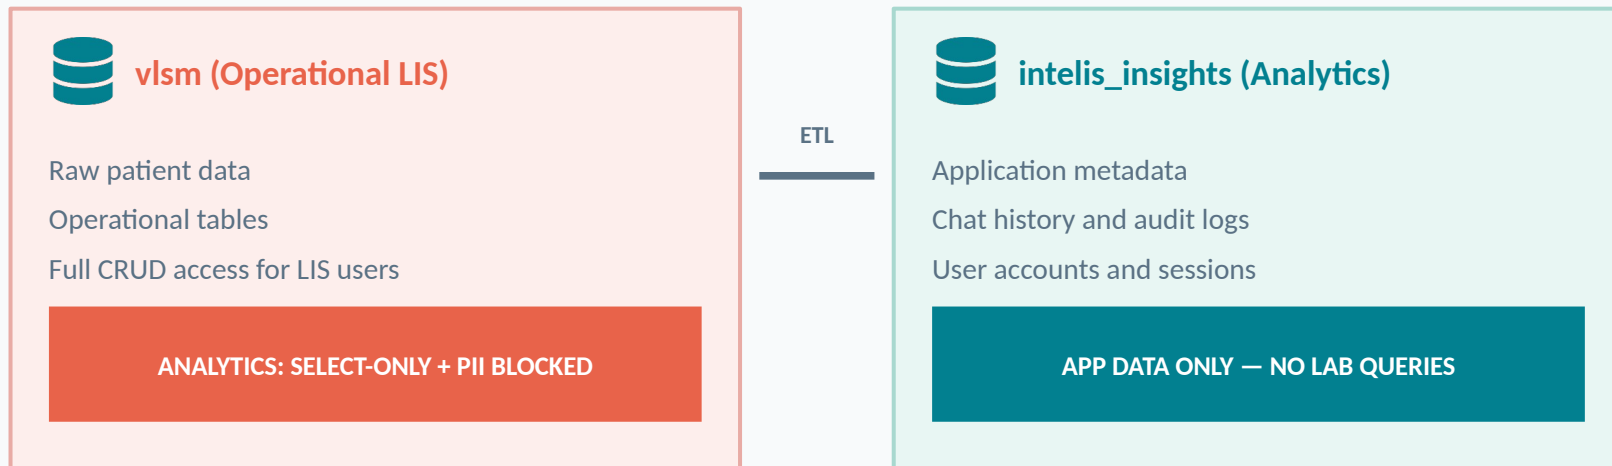 vlsm (Operational LIS)
Raw patient data
Operational tables
Full CRUD access for LIS users
ANALYTICS: SELECT-ONLY + PII BLOCKED
ETL
intelis_insights (Analytics)
Application metadata
Chat history and audit logs
User accounts and sessions
APP DATA ONLY — NO LAB QUERIES